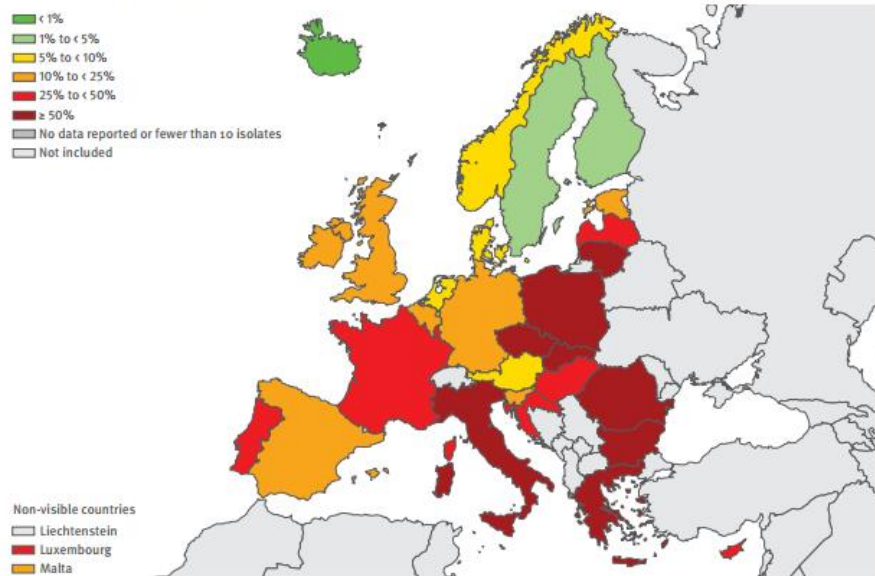 < 1%
1% to < 5%
5% to < 10%
10% to < 25%
25% to < 50%
≥ 50%
No data reported or fewer than 10 isolates
Not included
Non-visible countries
Liechtenstein
Luxembourg
Malta